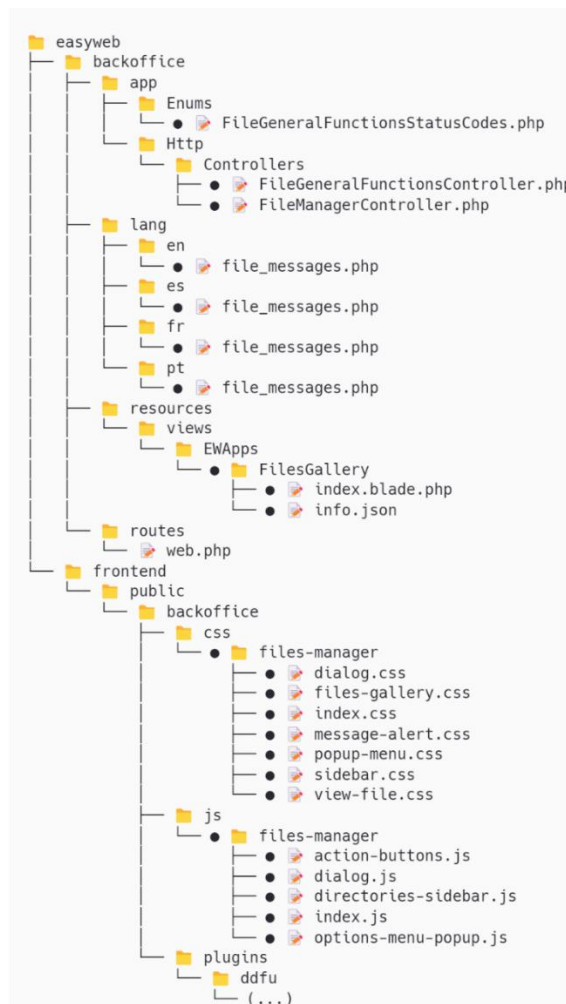 easyweb
backoffice
app
Enums
FileGeneralFunctionsStatusCodes.php
Http
Controllers
FileGeneralFunctionsController.php
FileManagerController.php
lang
en
file_messages.php
es
file_messages.php
fr
file_messages.php
pt
file_messages.php
resources
views
EWApps
FilesGallery
index.blade.php
info.json
routes
web.php
frontend
public
backoffice
css
files-manager
dialog.css
files-gallery.css
index.css
message-alert.css
popup-menu.css
sidebar.css
view-file.css
js
files-manager
action-buttons.js
dialog.js
directories-sidebar.js
index.js
options-menu-popup.js
plugins
ddfu
(...)